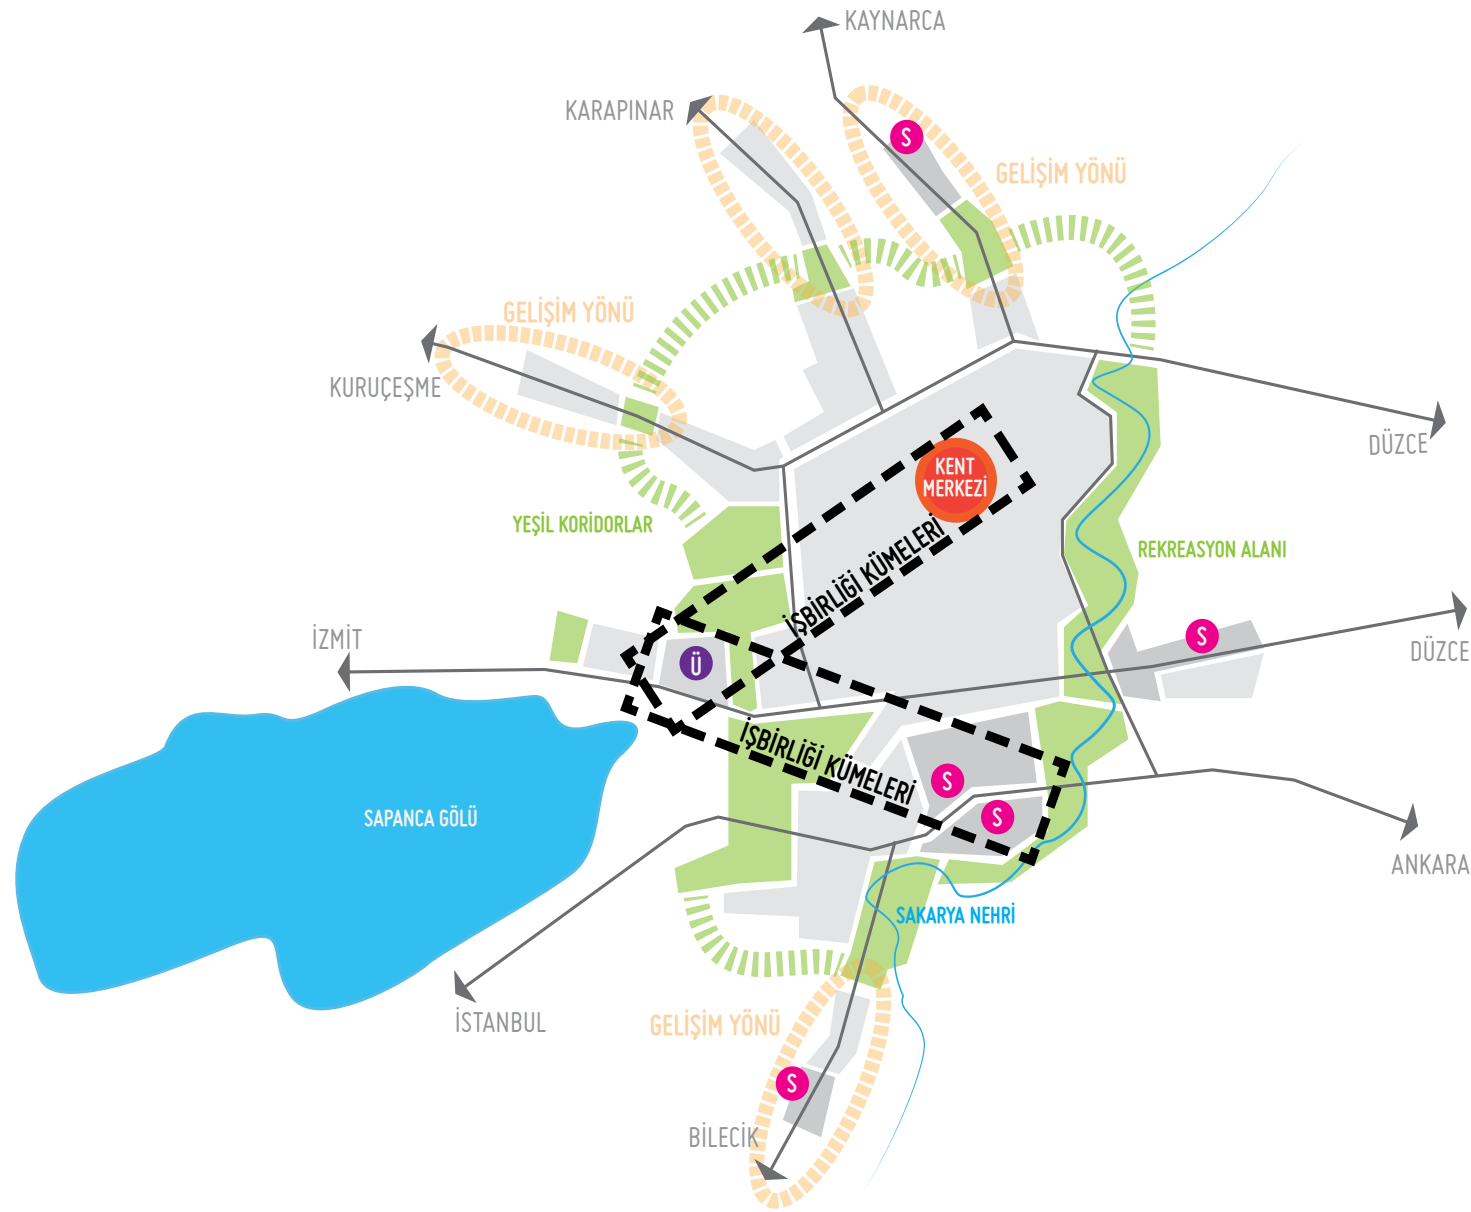 KAYNARCA
KARAPINAR
S
GELİŞİM YÖNÜ
GELİŞİM YÖNÜ
KURUÇEŞME
DÜZCE
KENT
MERKEZİ
YEŞİL KORİDORLAR
REKREASYON ALANI
İŞBİRLİĞİ KÜMELERİ
İZMİT
Ü
S
DÜZCE
İŞBİRLİĞİ KÜMELERİ
S
S
SAPANCA GÖLÜ
ANKARA
SAKARYA NEHRİ
İSTANBUL
GELİŞİM YÖNÜ
S
BİLECİK